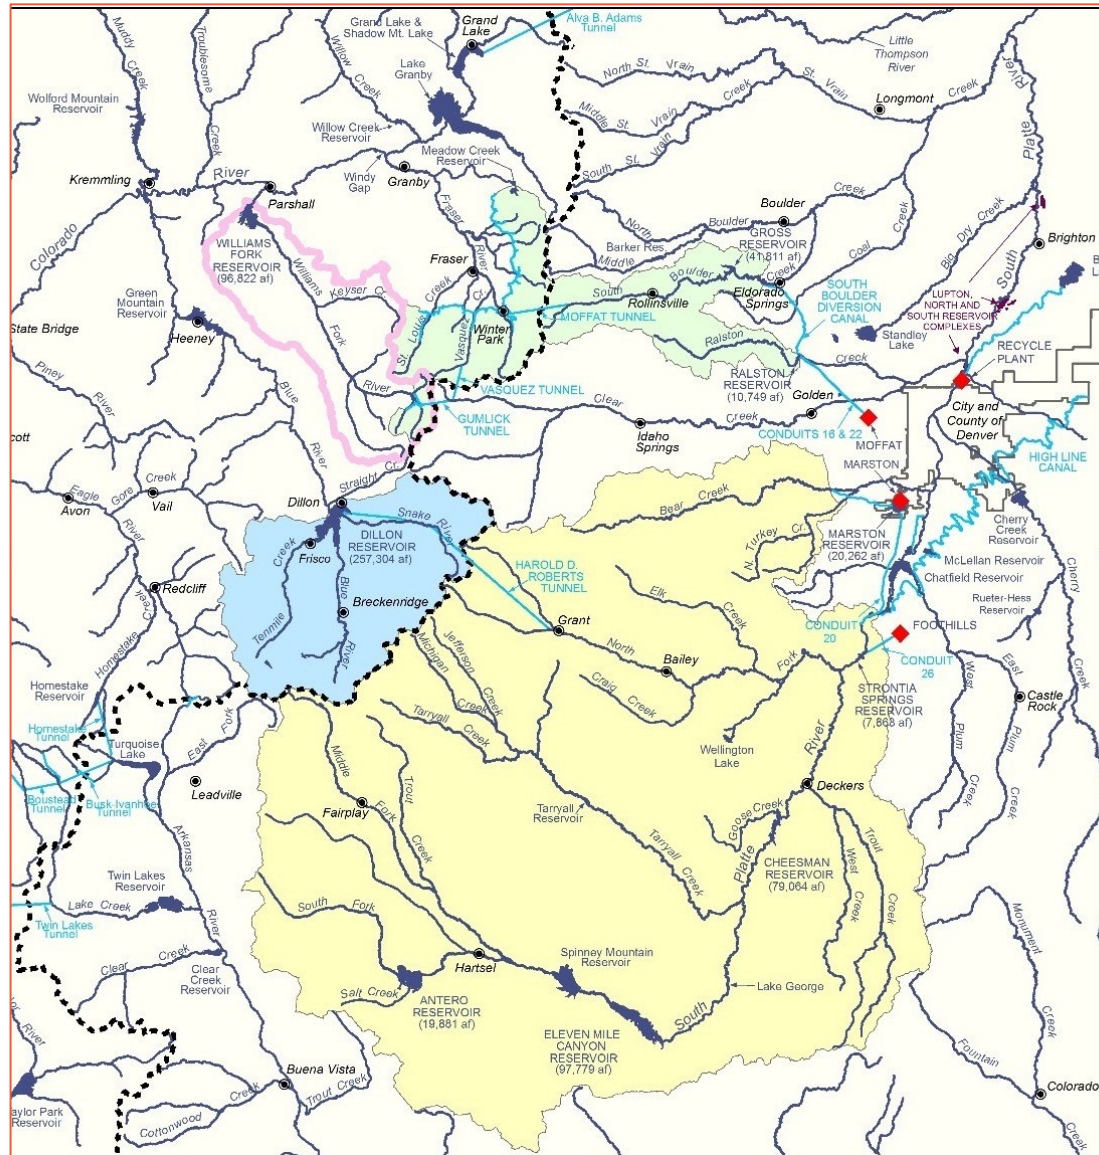 Muddy Creek
Troublesome
Creek
Wolford Mountain
Reservoir
Grand Lake &
Shadow Mt. Lake
Grand
Lake
Alva B. Adams
Tunnel
Willow Creek
Lake
Granby
Willow Creek
Reservoir
Meadow Creek
Reservoir
Windy
Gap
Granby
Kremmling
River
Parshall
Colorado
North St. Vrain
St. Vrain
Creek
Little
Thompson
River
Longmont
Middle St. Vrain Creek
South St. Vrain
River
Platte
South
Boulder
North Boulder Creek
Coal Creek
Big Dry Creek
Brighton
B
L
WILLIAMS
FORK
RESERVOIR
(96,822 af)
Williams
Fork
River
Keyser Cr.
Fraser
Fraser
River
St. Louis Creek
Vasquez Cr.
Winter
Park
Barker Res.
Middle
South Boulder Creek
GROSS
RESERVOIR
(41,811 af)
Rollinsville
Eldorado
Springs
MOFFAT TUNNEL
SOUTH
BOULDER
DIVERSION
CANAL
Standley
Lake
LUPTON,
NORTH AND
SOUTH RESERVOIR
COMPLEXES
RECYCLE
PLANT
Ralston
Creek
RALSTON
RESERVOIR
(10,749 af)
Green
Mountain
Reservoir
State Bridge
Heeney
Blue
River
Piney
River
VASQUEZ TUNNEL
GUMLICK
TUNNEL
Clear
Creek
Idaho
Springs
Golden
CONDUITS 16 & 22
MOFFAT
City and
County of
Denver
HIGH LINE
CANAL
MARSTON
MARSTON
RESERVOIR
(20,262 af)
cott
Eagle
River
Avon
Gore Creek
Vail
Straight Cr.
Dillon
Snake River
DILLON
RESERVOIR
(257,304 af)
Frisco
Tenmile
Creek
Blue
River
Breckenridge
Redcliff
HAROLD D.
ROBERTS
TUNNEL
Bear Creek
N. Turkey Cr.
Cherry
Creek
Reservoir
McLellan Reservoir
Chatfield Reservoir
Rueter-Hess
Reservoir
Cherry
Creek
Elk
Creek
Grant
North
Fork
Bailey
Craig
Creek
CONDUIT
20
FOOTHILLS
CONDUIT
26
STRONTIA
SPRINGS
RESERVOIR
(7,863 af)
West
Plum
Creek
East
Plum
Creek
Castle
Rock
Homestake
Creek
Homestake
Reservoir
Homestake
Tunnel
Turquoise
Lake
East Fork
Leadville
Boustead
Tunnel
Busk-Ivanhoe
Tunnel
Michigan
Creek
Jefferson
Creek
Tarryall
Creek
Middle
Fork
Trout
Creek
Fairplay
Tarryall
Reservoir
Tarryall
Creek
Wellington
Lake
River
Deckers
Goose Creek
Platte
CHEESMAN
RESERVOIR
(79,064 af)
West
Creek
Trout
Creek
Arkansas
River
Twin Lakes
Reservoir
Lake Creek
Twin Lakes
Tunnel
Clear Creek
Clear
Creek
Reservoir
South Fork
Salt Creek
Hartsel
ANTERO
RESERVOIR
(19,881 af)
Spinney Mountain
Reservoir
ELEVEN MILE
CANYON
RESERVOIR
(97,779 af)
South
Lake George
Monument
Creek
Fountain
Creek
Colorado
River
aylor Park
Reservoir
Buena Vista
Trout Creek
Cottonwood
Creek